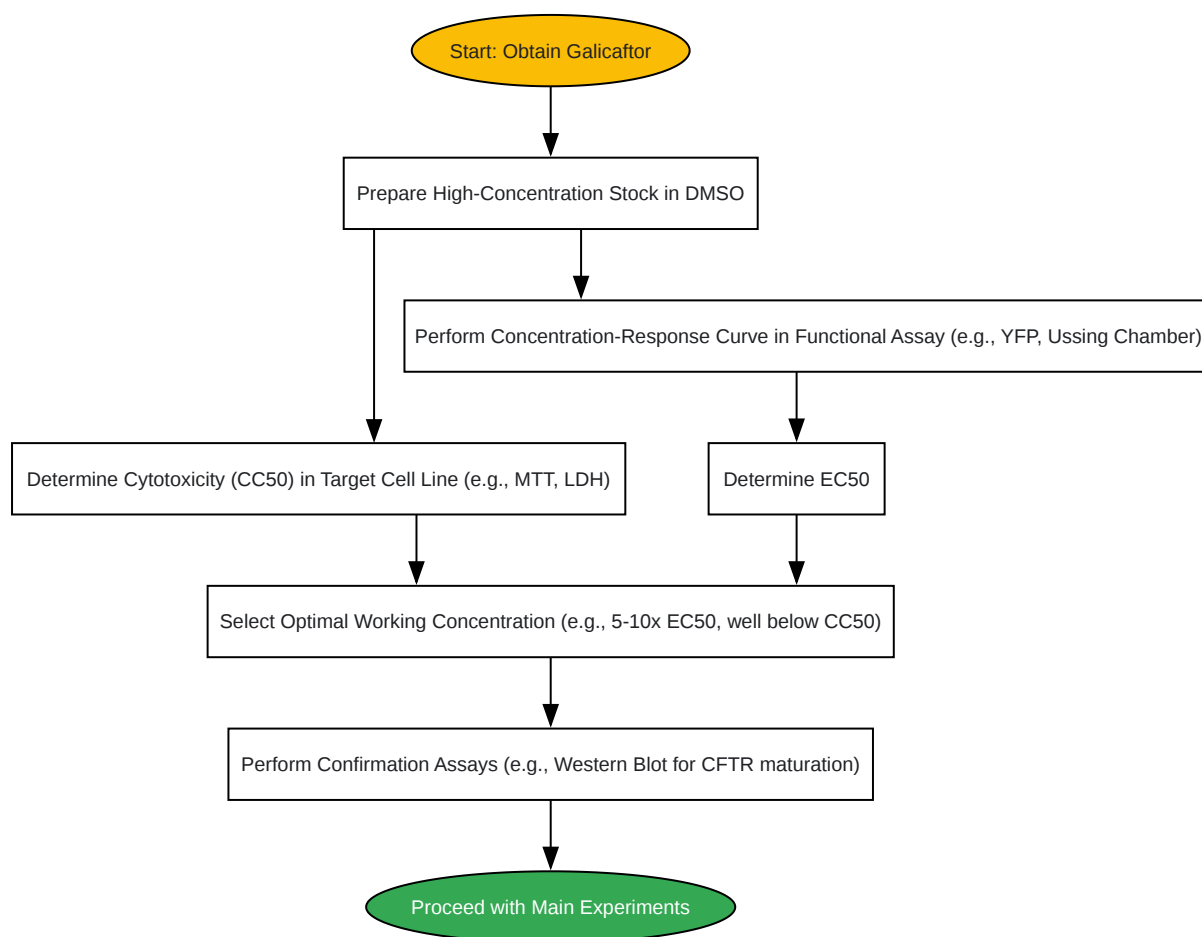 Start: Obtain Galicaftor
Prepare High-Concentration Stock in DMSO
Perform Concentration-Response Curve in Functional Assay (e.g., YFP, Ussing Chamber)
Determine Cytotoxicity (CC50) in Target Cell Line (e.g., MTT, LDH)
Determine EC50
Select Optimal Working Concentration (e.g., 5-10x EC50, well below CC50)
Perform Confirmation Assays (e.g., Western Blot for CFTR maturation)
Proceed with Main Experiments